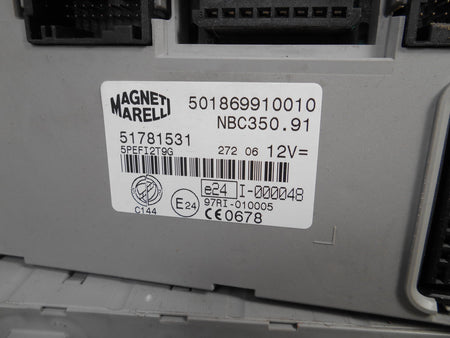 MAGNETI
MARELLI
501869910010
NBC350.91
51781531
5PEFI2T9G
272 06 12V=
e24 I-000048
97RI-010005
C144
E24
CE0678